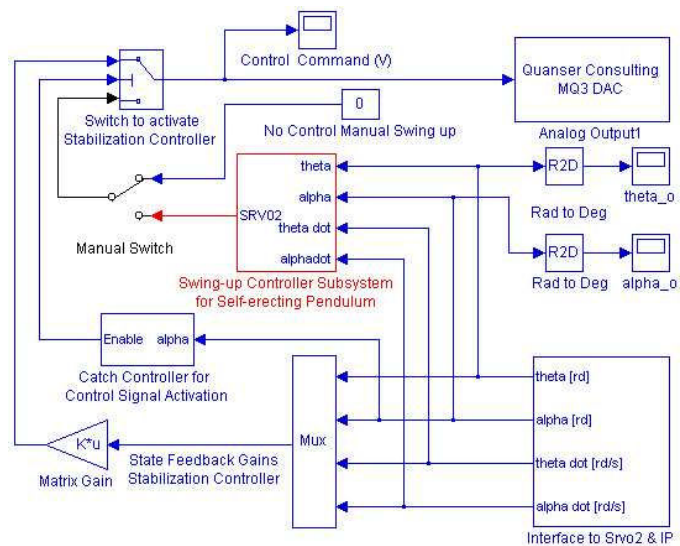 Control Command (V)
Quanser Consulting
MQ3 DAC
Analog Output1
Switch to activate
Stabilization Controller
0
No Control Manual Swing up
theta
alpha
SRV02
theta dot
alphadot
R2D
Rad to Deg
theta_o
R2D
Rad to Deg
alpha_o
Manual Switch
Swing-up Controller Subsystem
for Self-erecting Pendulum
Enable alpha
Catch Controller for
Control Signal Activation
Mux
theta [rd]
alpha [rd]
theta dot [rd/s]
alpha dot [rd/s]
Interface to Srvo2 & IP
K*u
Matrix Gain
State Feedback Gains
Stabilization Controller